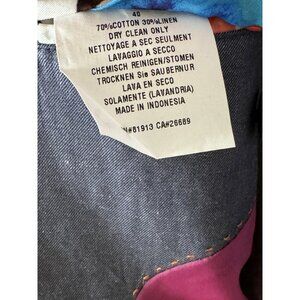 40
70%COTTON 30%LINEN
DRY CLEAN ONLY
NETTOYAGE A SEC SEULMENT
LAVAGGIO A SECCO
CHEMISCH REINIGEN/STOMEN
TROCKNEN Sie SAUBERNUR
LAVA EN SECO
SOLAMENTE (LAVANDRIA)
MADE IN INDONESIA
N#81913 CA#26689